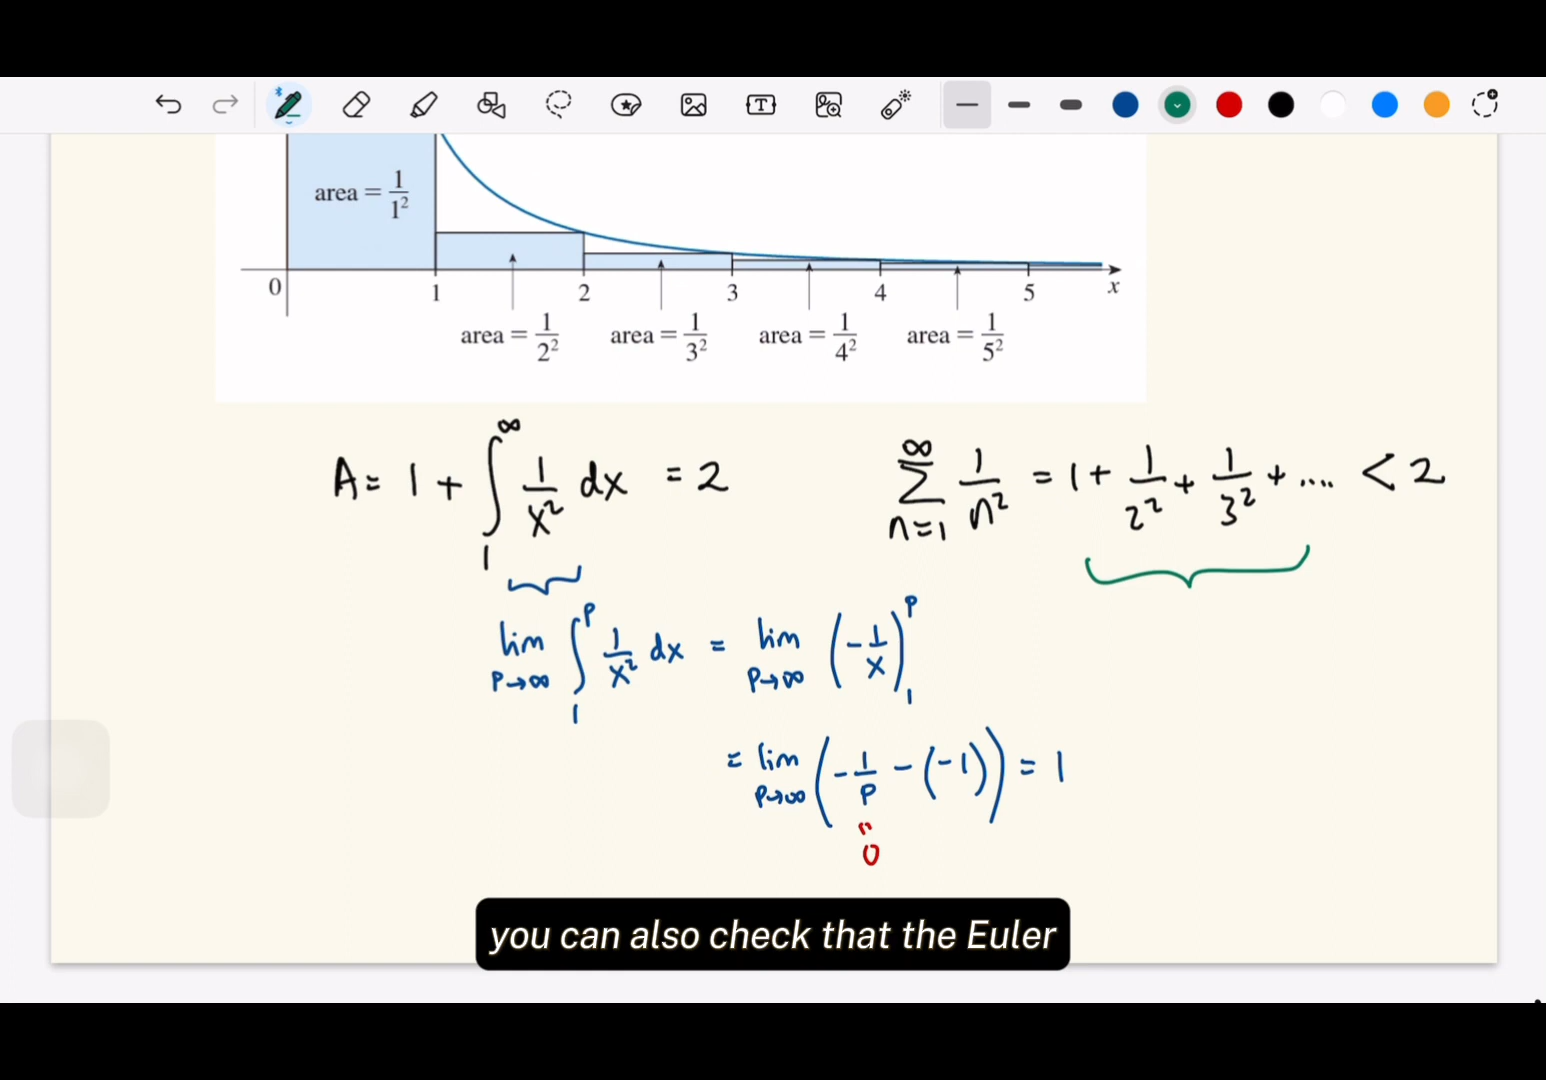 area = 1/1²
0 1 2 3 4 5 x
area = 1/2² area = 1/3² area = 1/4² area = 1/5²
A = 1 + ∫₁^∞ 1/x² dx = 2
∑_{n=1}^∞ 1/n² = 1 + 1/2² + 1/3² + .... < 2
lim_{P→∞} ∫₁^P 1/x² dx = lim_{P→∞} (-1/x)₁^P
= lim_{P→∞} (-1/P - (-1)) = 1
" 0
you can also check that the Euler